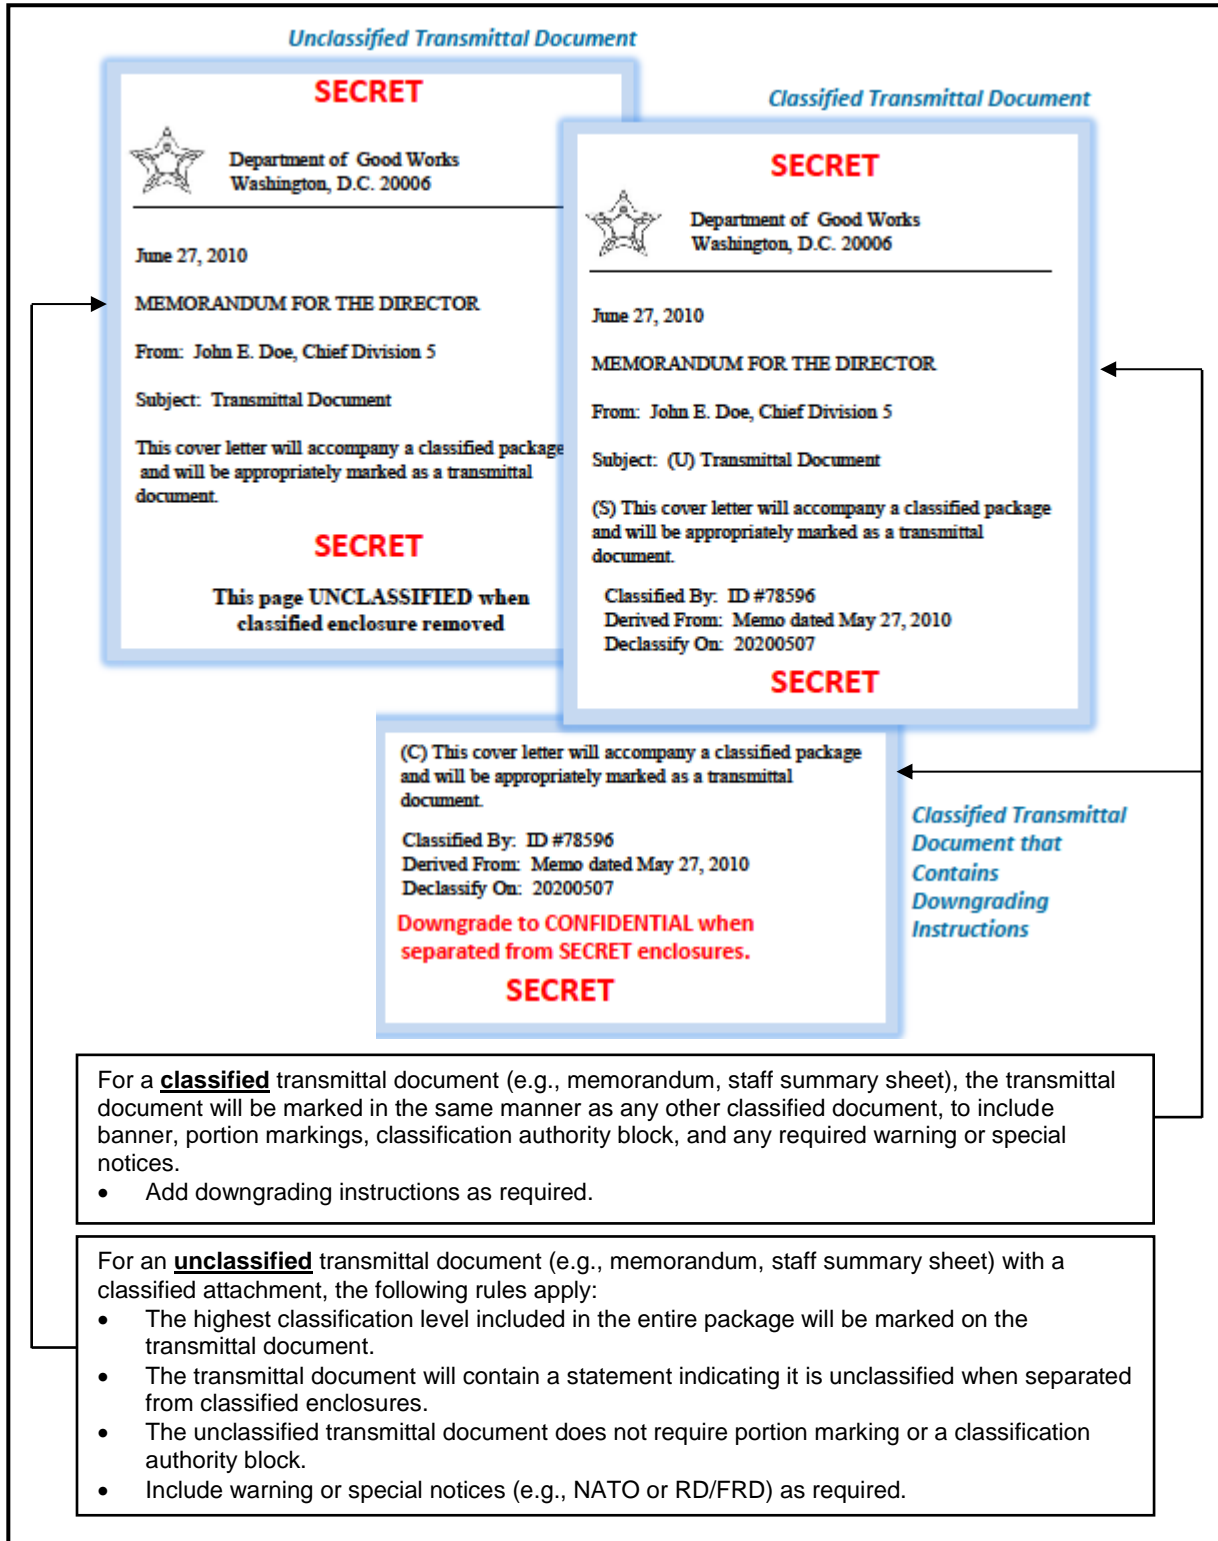 Unclassified Transmittal Document
SECRET
Department of Good Works
Washington, D.C. 20006
June 27, 2010
MEMORANDUM FOR THE DIRECTOR
From: John E. Doe, Chief Division 5
Subject: Transmittal Document
This cover letter will accompany a classified package
and will be appropriately marked as a transmittal
document.
SECRET
This page UNCLASSIFIED when
classified enclosure removed
Classified Transmittal Document
SECRET
Department of Good Works
Washington, D.C. 20006
June 27, 2010
MEMORANDUM FOR THE DIRECTOR
From: John E. Doe, Chief Division 5
Subject: (U) Transmittal Document
(S) This cover letter will accompany a classified package
and will be appropriately marked as a transmittal
document.
Classified By: ID #78596
Derived From: Memo dated May 27, 2010
Declassify On: 20200507
SECRET
(C) This cover letter will accompany a classified package
and will be appropriately marked as a transmittal
document.
Classified By: ID #78596
Derived From: Memo dated May 27, 2010
Declassify On: 20200507
Downgrade to CONFIDENTIAL when
separated from SECRET enclosures.
SECRET
Classified Transmittal
Document that
Contains
Downgrading
Instructions
For a classified transmittal document (e.g., memorandum, staff summary sheet), the transmittal
document will be marked in the same manner as any other classified document, to include
banner, portion markings, classification authority block, and any required warning or special
notices.
• Add downgrading instructions as required.
For an unclassified transmittal document (e.g., memorandum, staff summary sheet) with a
classified attachment, the following rules apply:
• The highest classification level included in the entire package will be marked on the
transmittal document.
• The transmittal document will contain a statement indicating it is unclassified when separated
from classified enclosures.
• The unclassified transmittal document does not require portion marking or a classification
authority block.
• Include warning or special notices (e.g., NATO or RD/FRD) as required.